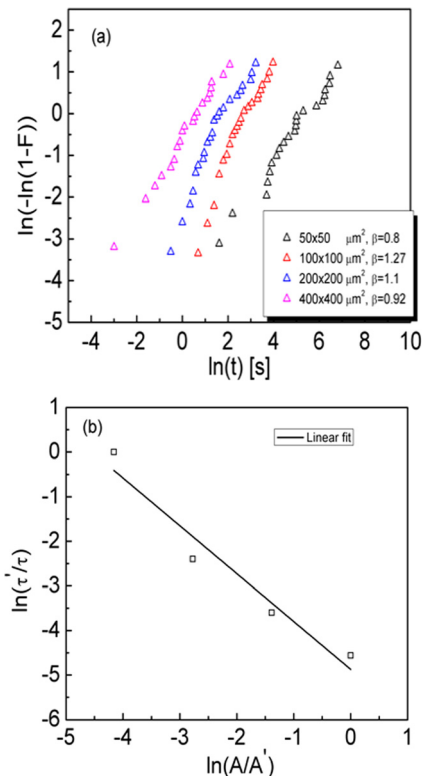 (a)
2
1
0
-1
-2
-3
-4
-5
ln(-ln(1-F))
50x50 μm², β=0.8
100x100 μm², β=1.27
200x200 μm², β=1.1
400x400 μm², β=0.92
-4 -2 0 2 4 6 8 10
ln(t) [s]
(b)
1
0
-1
-2
-3
-4
-5
-6
ln(τ'/τ)
Linear fit
-5 -4 -3 -2 -1 0 1
ln(A/A')